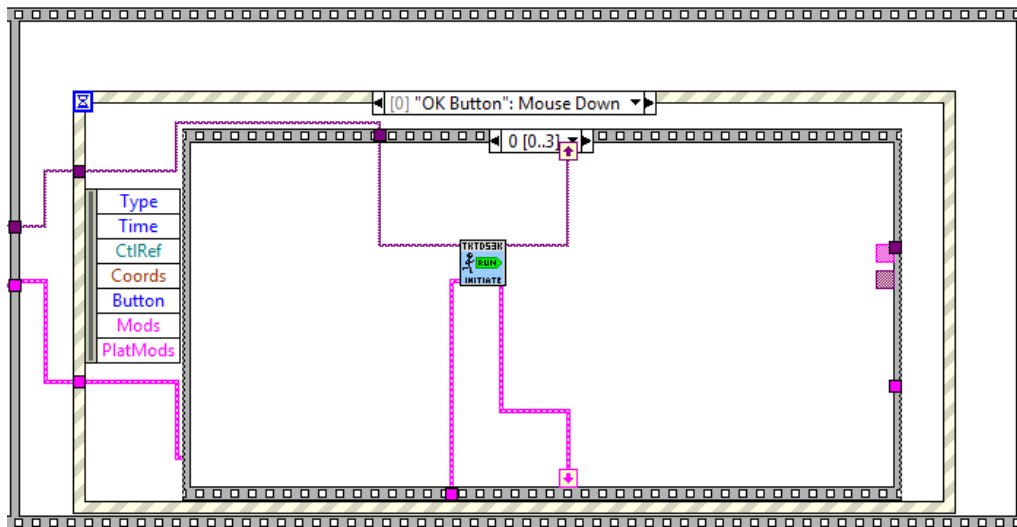 [0] "OK Button": Mouse Down
0 [0..3]
Type
Time
CtlRef
Coords
Button
Mods
PlatMods
TKTDS3K
RUN
INITIATE